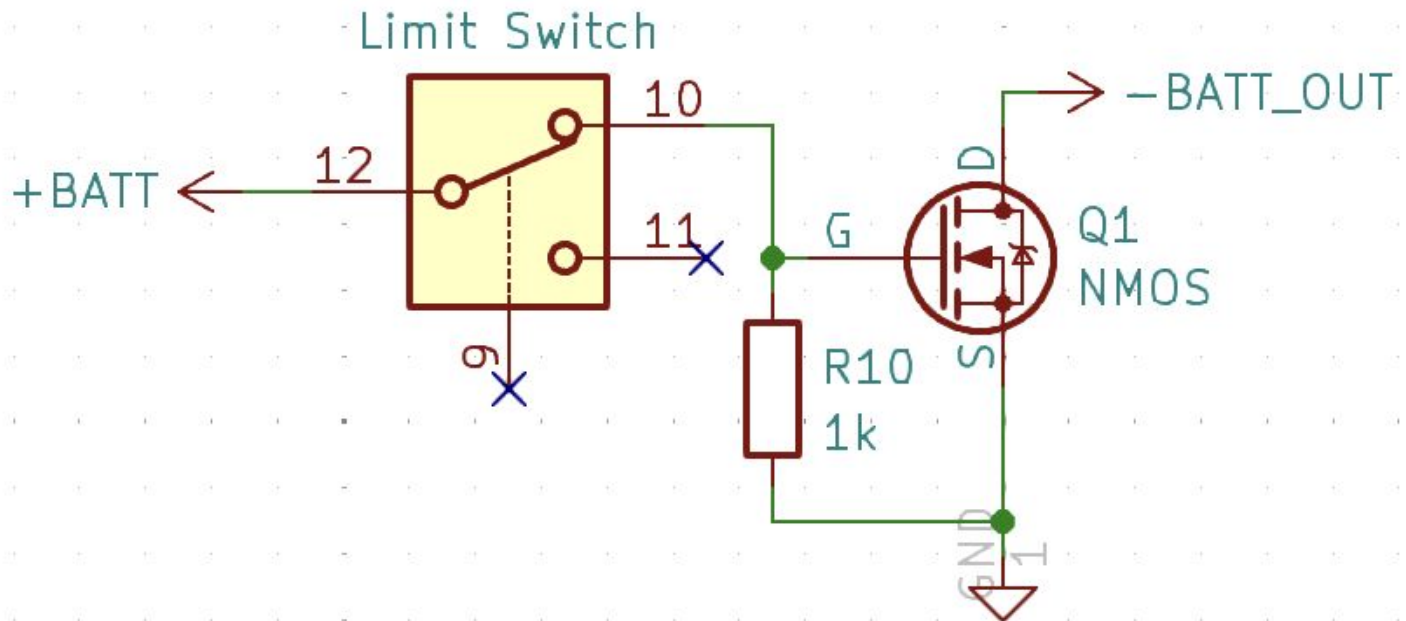 Limit Switch
10
-BATT_OUT
12
+BATT
D
11
G
Q1
NMOS
9
S
R10
1k
GND
1